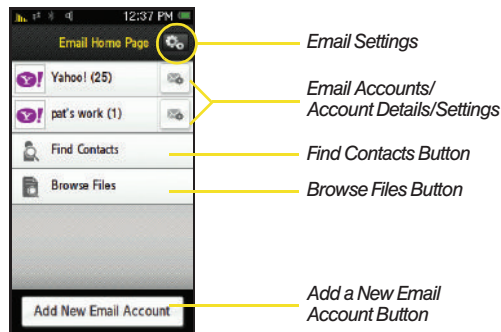 12:37 PM
Email Home Page
Email Settings
Y! Yahoo! (25)
Email Accounts/
Account Details/Settings
Y! pat's work (1)
Find Contacts
Find Contacts Button
Browse Files
Browse Files Button
Add New Email Account
Add a New Email
Account Button